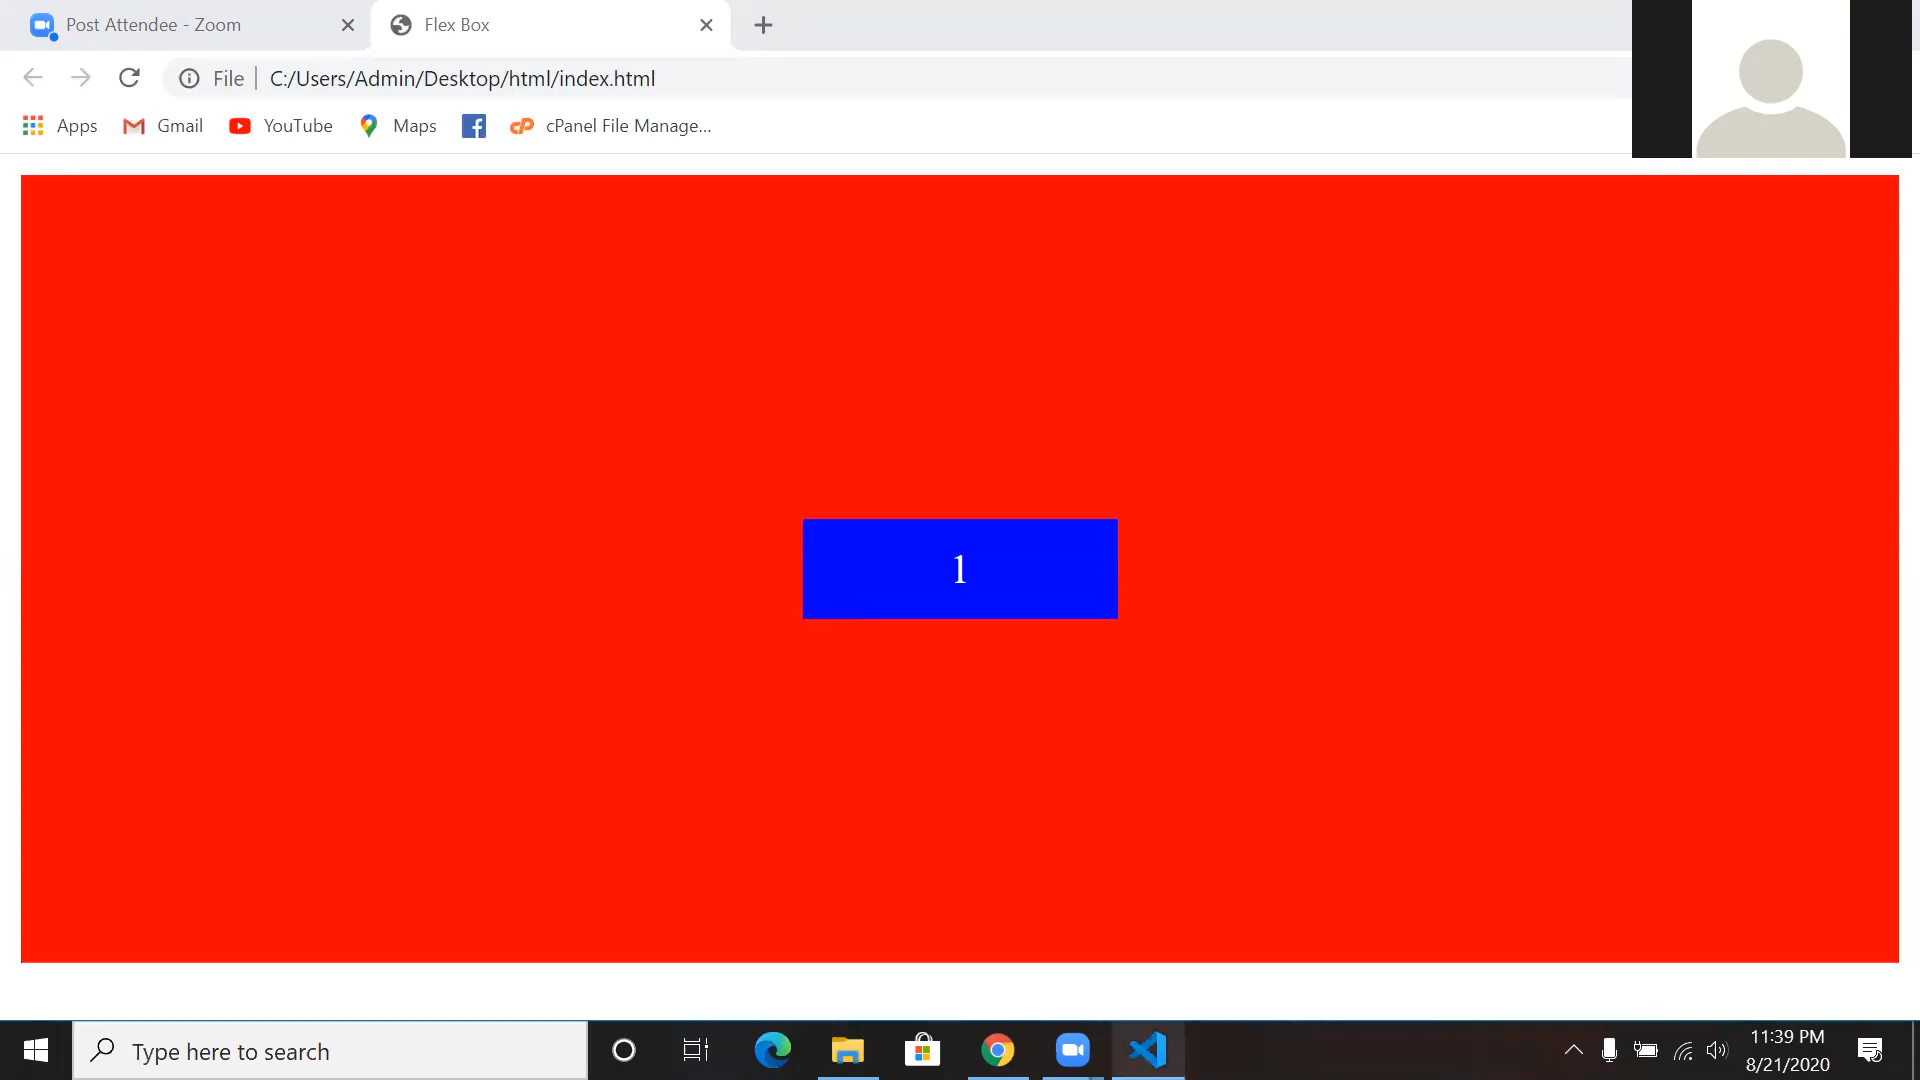 Post Attendee - Zoom
Flex Box
File
C:/Users/Admin/Desktop/html/index.html
Apps
Gmail
YouTube
Maps
cPanel File Manage...
1
Type here to search
11:39 PM
8/21/2020